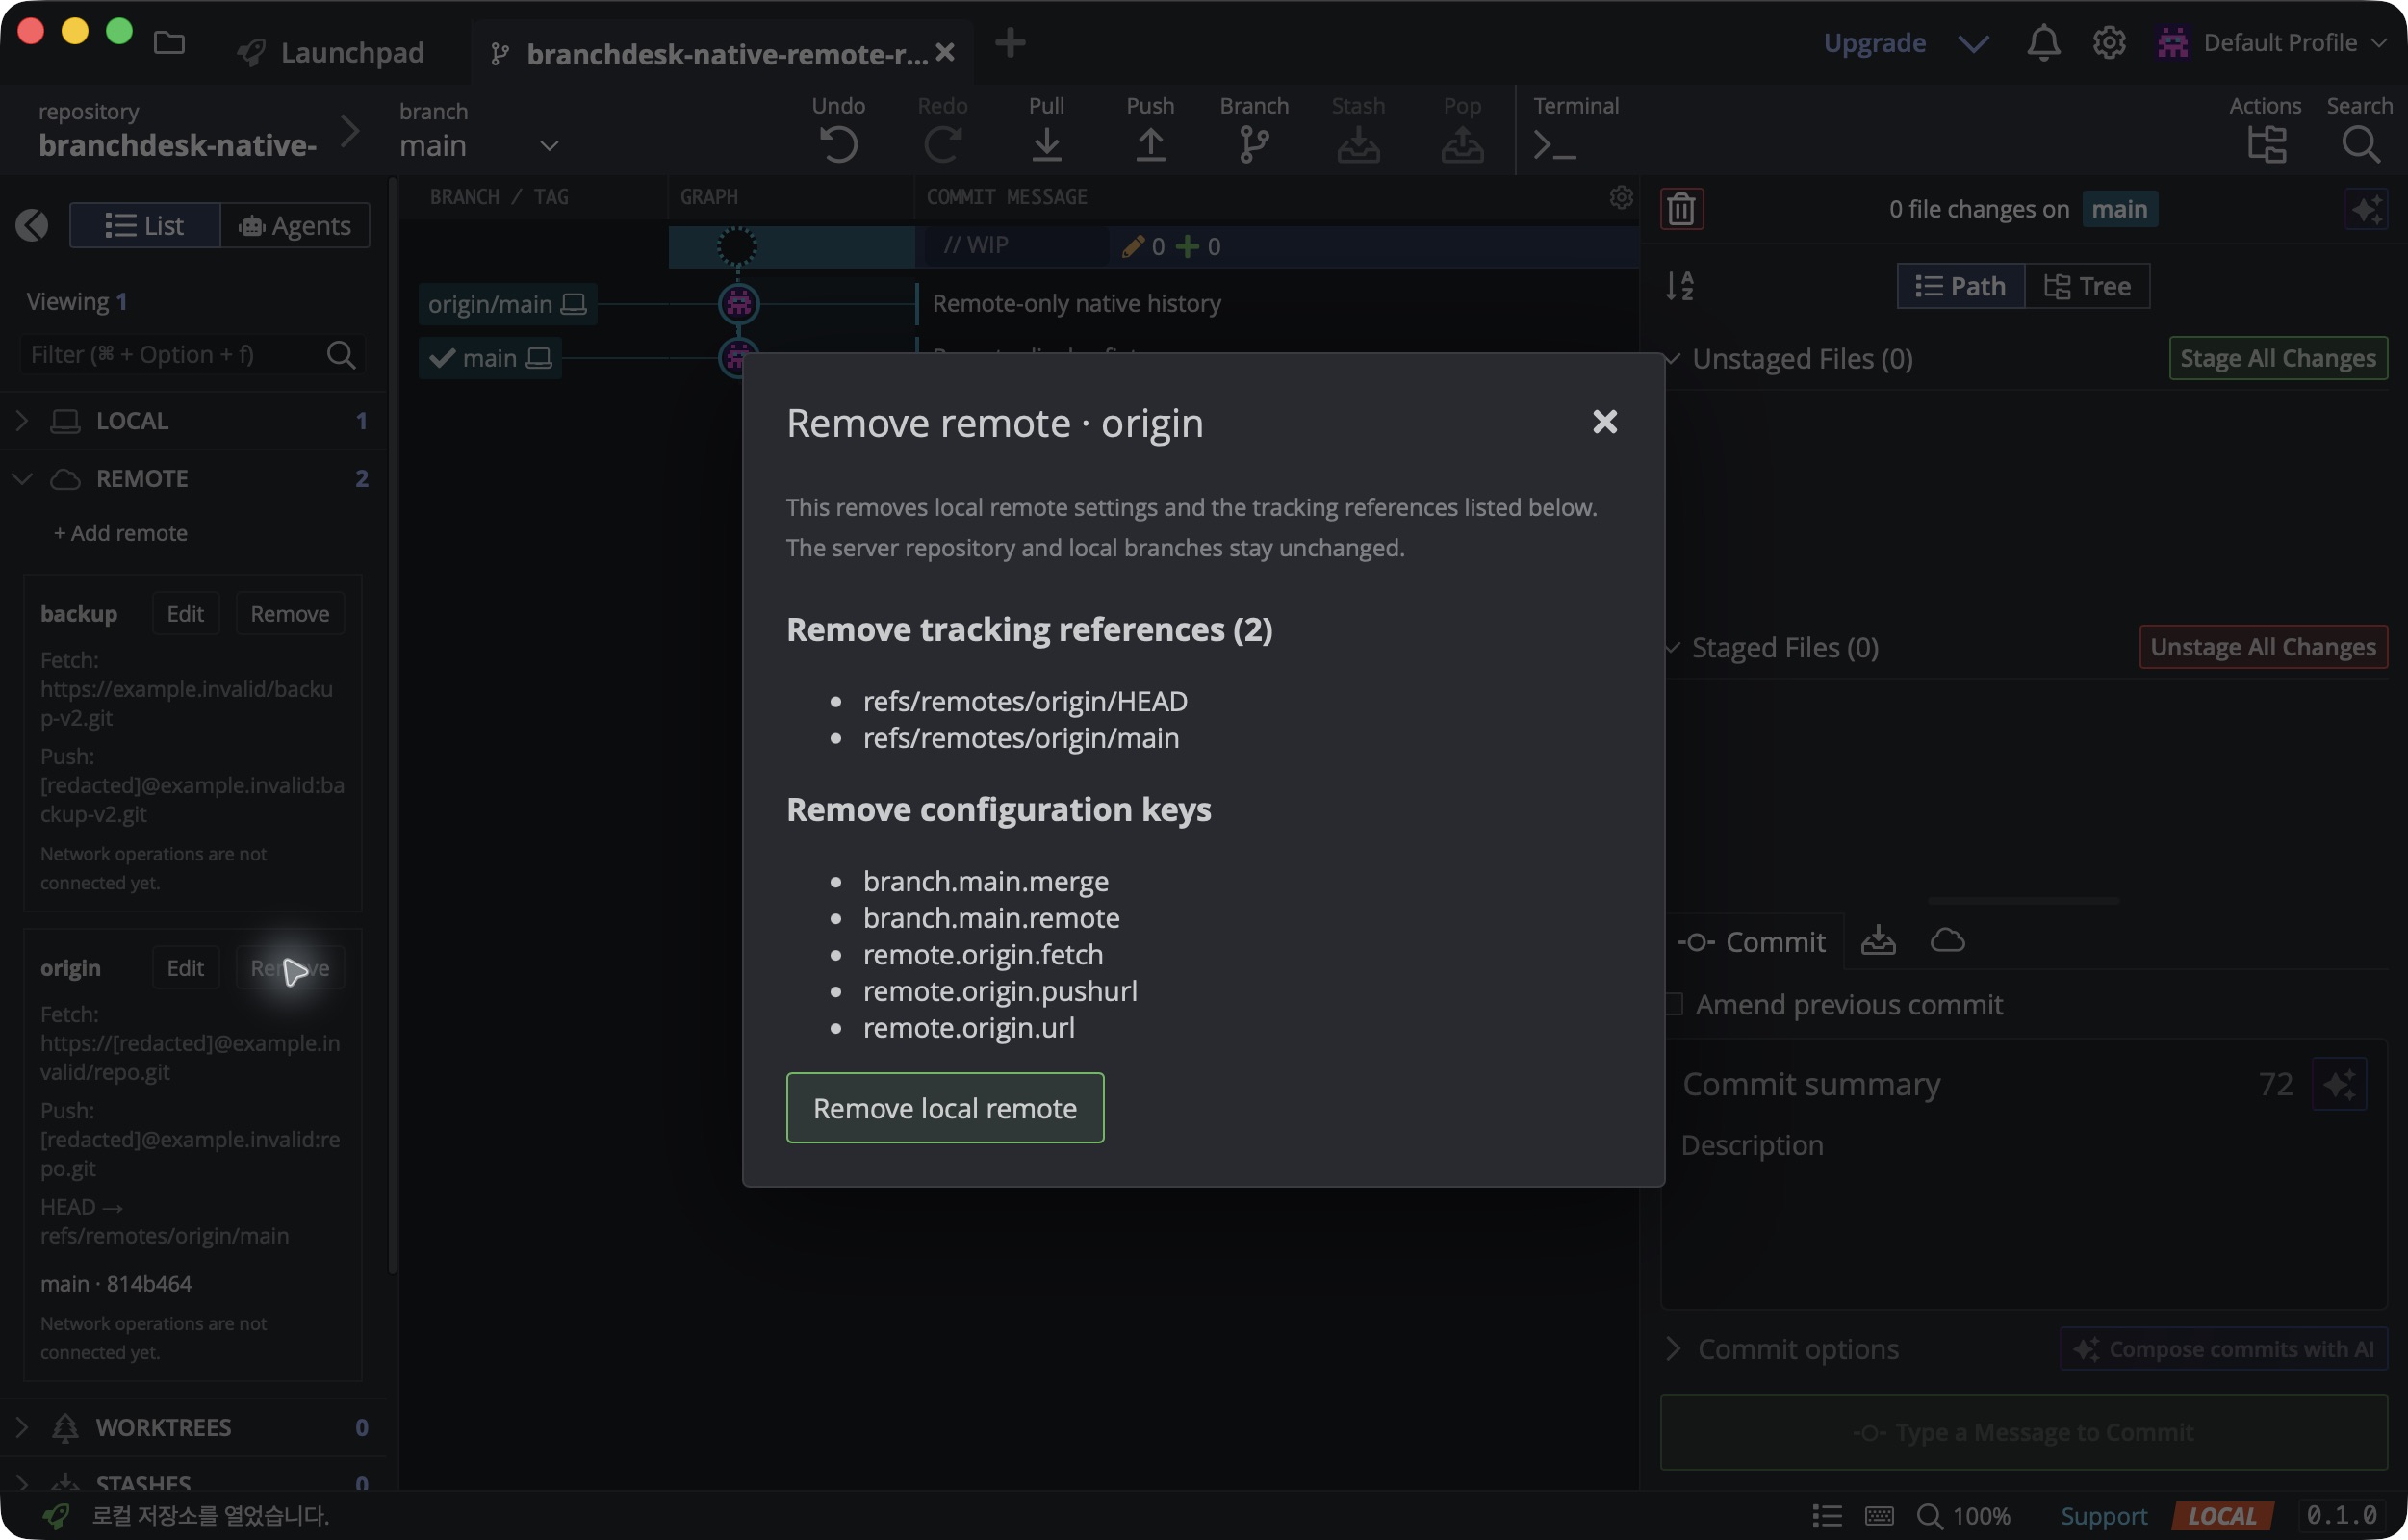 Launchpad
branchdesk-native-remote-r...
Upgrade
Default Profile
repository
branchdesk-native-
branch
main
Undo
Redo
Pull
Push
Branch
Stash
Pop
Terminal
Actions
Search
List
Agents
Viewing 1
Filter (⌘ + Option + f)
LOCAL 1
REMOTE 2
+ Add remote
backup Edit Remove
Fetch:
https://example.invalid/backu
p-v2.git
Push:
[redacted]@example.invalid:ba
ckup-v2.git
Network operations are not
connected yet.
origin Edit Remove
Fetch:
https://[redacted]@example.in
valid/repo.git
Push:
[redacted]@example.invalid:re
po.git
HEAD →
refs/remotes/origin/main
main · 814b464
Network operations are not
connected yet.
WORKTREES 0
STASHES 0
BRANCH / TAG
GRAPH
COMMIT MESSAGE
// WIP 0 0
origin/main
Remote-only native history
main
Remove remote · origin
This removes local remote settings and the tracking references listed below.
The server repository and local branches stay unchanged.
Remove tracking references (2)
• refs/remotes/origin/HEAD
• refs/remotes/origin/main
Remove configuration keys
• branch.main.merge
• branch.main.remote
• remote.origin.fetch
• remote.origin.pushurl
• remote.origin.url
Remove local remote
0 file changes on main
Path
Tree
Unstaged Files (0)
Stage All Changes
Staged Files (0)
Unstage All Changes
Commit
Amend previous commit
Commit summary 72
Description
Commit options
Compose commits with AI
Type a Message to Commit
로컬 저장소를 열었습니다.
100%
Support
LOCAL
0.1.0